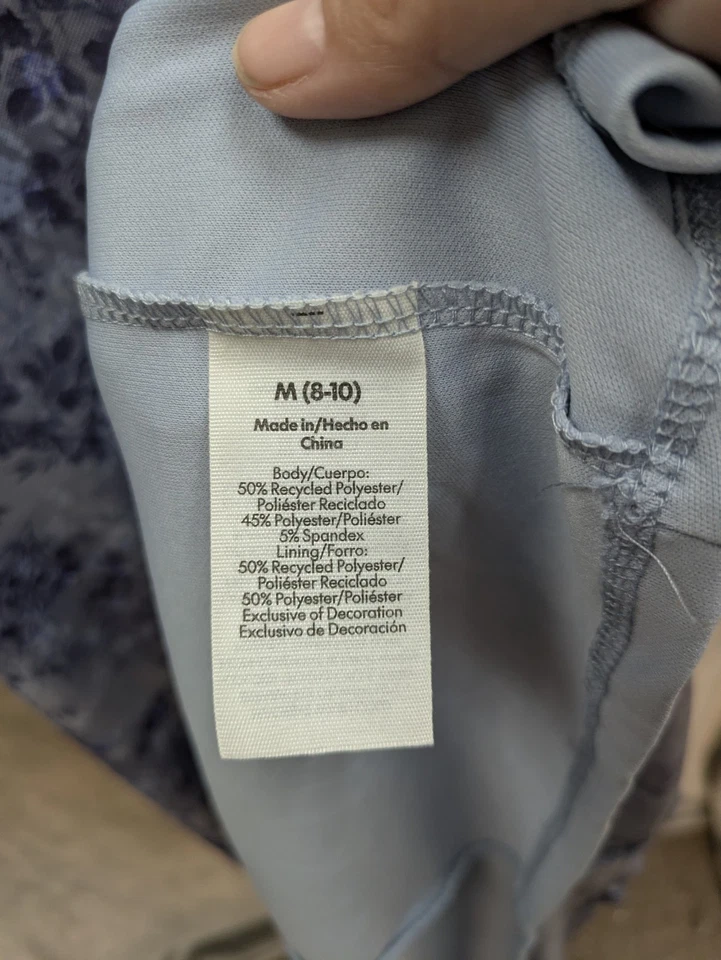 M (8-10)
Made in/Hecho en
China
Body/Cuerpo:
50% Recycled Polyester/
Poliéster Reciclado
45% Polyester/Poliéster
5% Spandex
Lining/Forro:
50% Recycled Polyester/
Poliéster Reciclado
50% Polyester/Poliéster
Exclusive of Decoration
Exclusivo de Decoración